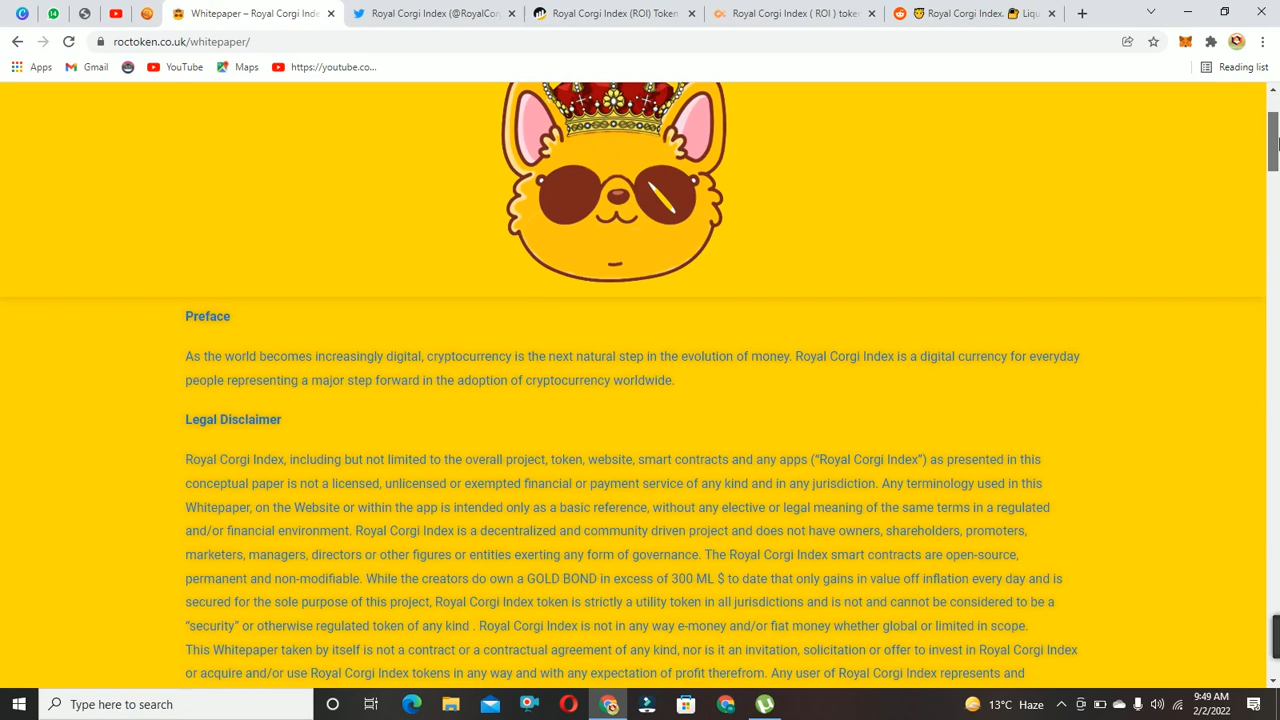 Whitepaper – Royal Corgi Inde
Royal Corgi Index (@RoyalCorg
Royal Corgi Index (ROI) Token
Royal Corgi Index ( ROI ) token
Royal Corgi Index. Liqu
roctoken.co.uk/whitepaper/
Apps
Gmail
YouTube
Maps
https://youtube.co...
Reading list
Preface
As the world becomes increasingly digital, cryptocurrency is the next natural step in the evolution of money. Royal Corgi Index is a digital currency for everyday
people representing a major step forward in the adoption of cryptocurrency worldwide.
Legal Disclaimer
Royal Corgi Index, including but not limited to the overall project, token, website, smart contracts and any apps (“Royal Corgi Index”) as presented in this
conceptual paper is not a licensed, unlicensed or exempted financial or payment service of any kind and in any jurisdiction. Any terminology used in this
Whitepaper, on the Website or within the app is intended only as a basic reference, without any elective or legal meaning of the same terms in a regulated
and/or financial environment. Royal Corgi Index is a decentralized and community driven project and does not have owners, shareholders, promoters,
marketers, managers, directors or other figures or entities exerting any form of governance. The Royal Corgi Index smart contracts are open-source,
permanent and non-modifiable. While the creators do own a GOLD BOND in excess of 300 ML $ to date that only gains in value off inflation every day and is
secured for the sole purpose of this project, Royal Corgi Index token is strictly a utility token in all jurisdictions and is not and cannot be considered to be a
“security” or otherwise regulated token of any kind . Royal Corgi Index is not in any way e-money and/or fiat money whether global or limited in scope.
This Whitepaper taken by itself is not a contract or a contractual agreement of any kind, nor is it an invitation, solicitation or offer to invest in Royal Corgi Index
or acquire and/or use Royal Corgi Index tokens in any way and with any expectation of profit therefrom. Any user of Royal Corgi Index represents and
Type here to search
13°C Haze
9:49 AM
2/2/2022